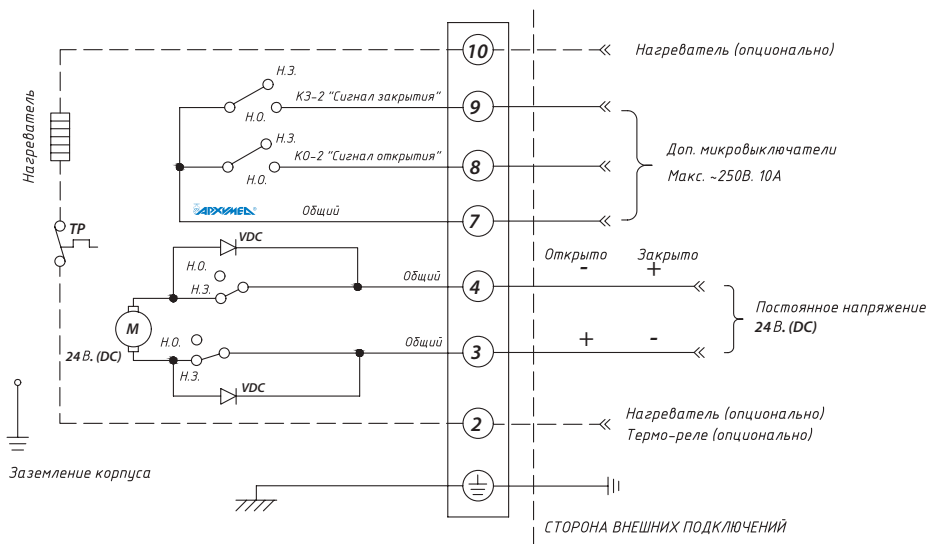 10
Нагреватель (опционально)
Н.З.
КЗ-2 "Сигнал закрытия"
9
Н.О.
Нагреватель
Н.З.
КО-2 "Сигнал открытия"
8
Н.О.
Доп. микровыключатели
Макс. ~250В. 10А
АРХИМЕД
Общий
7
ТР
VDC
Открыто
Закрыто
- +
Н.О.
Н.З.
Общий
4
Постоянное напряжение
24В. (DC)
М
24В. (DC)
Н.О.
Н.З.
Общий
3
+ -
VDC
2
Нагреватель (опционально)
Термо-реле (опционально)
Заземление корпуса
СТОРОНА ВНЕШНИХ ПОДКЛЮЧЕНИЙ